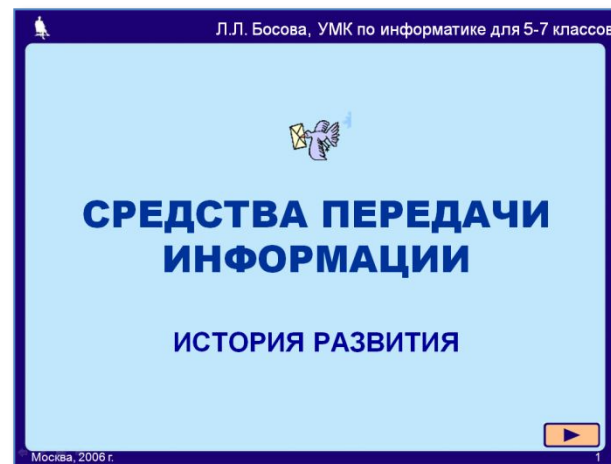 Л.Л. Босова, УМК по информатике для 5-7 классов
СРЕДСТВА ПЕРЕДАЧИ
ИНФОРМАЦИИ
ИСТОРИЯ РАЗВИТИЯ
Москва, 2006 г.
1